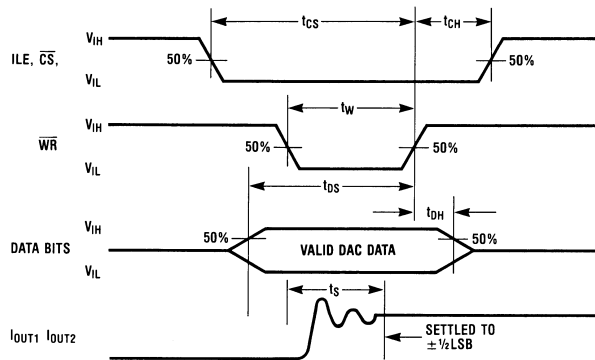 tCS
tCH
VIH
ILE, CS,
50%
50%
VIL
tW
VIH
WR
50%
50%
VIL
tDS
tDH
VIH
50%
DATA BITS
VALID DAC DATA
50%
VIL
tS
IOUT1 IOUT2
SETTLED TO
±½LSB